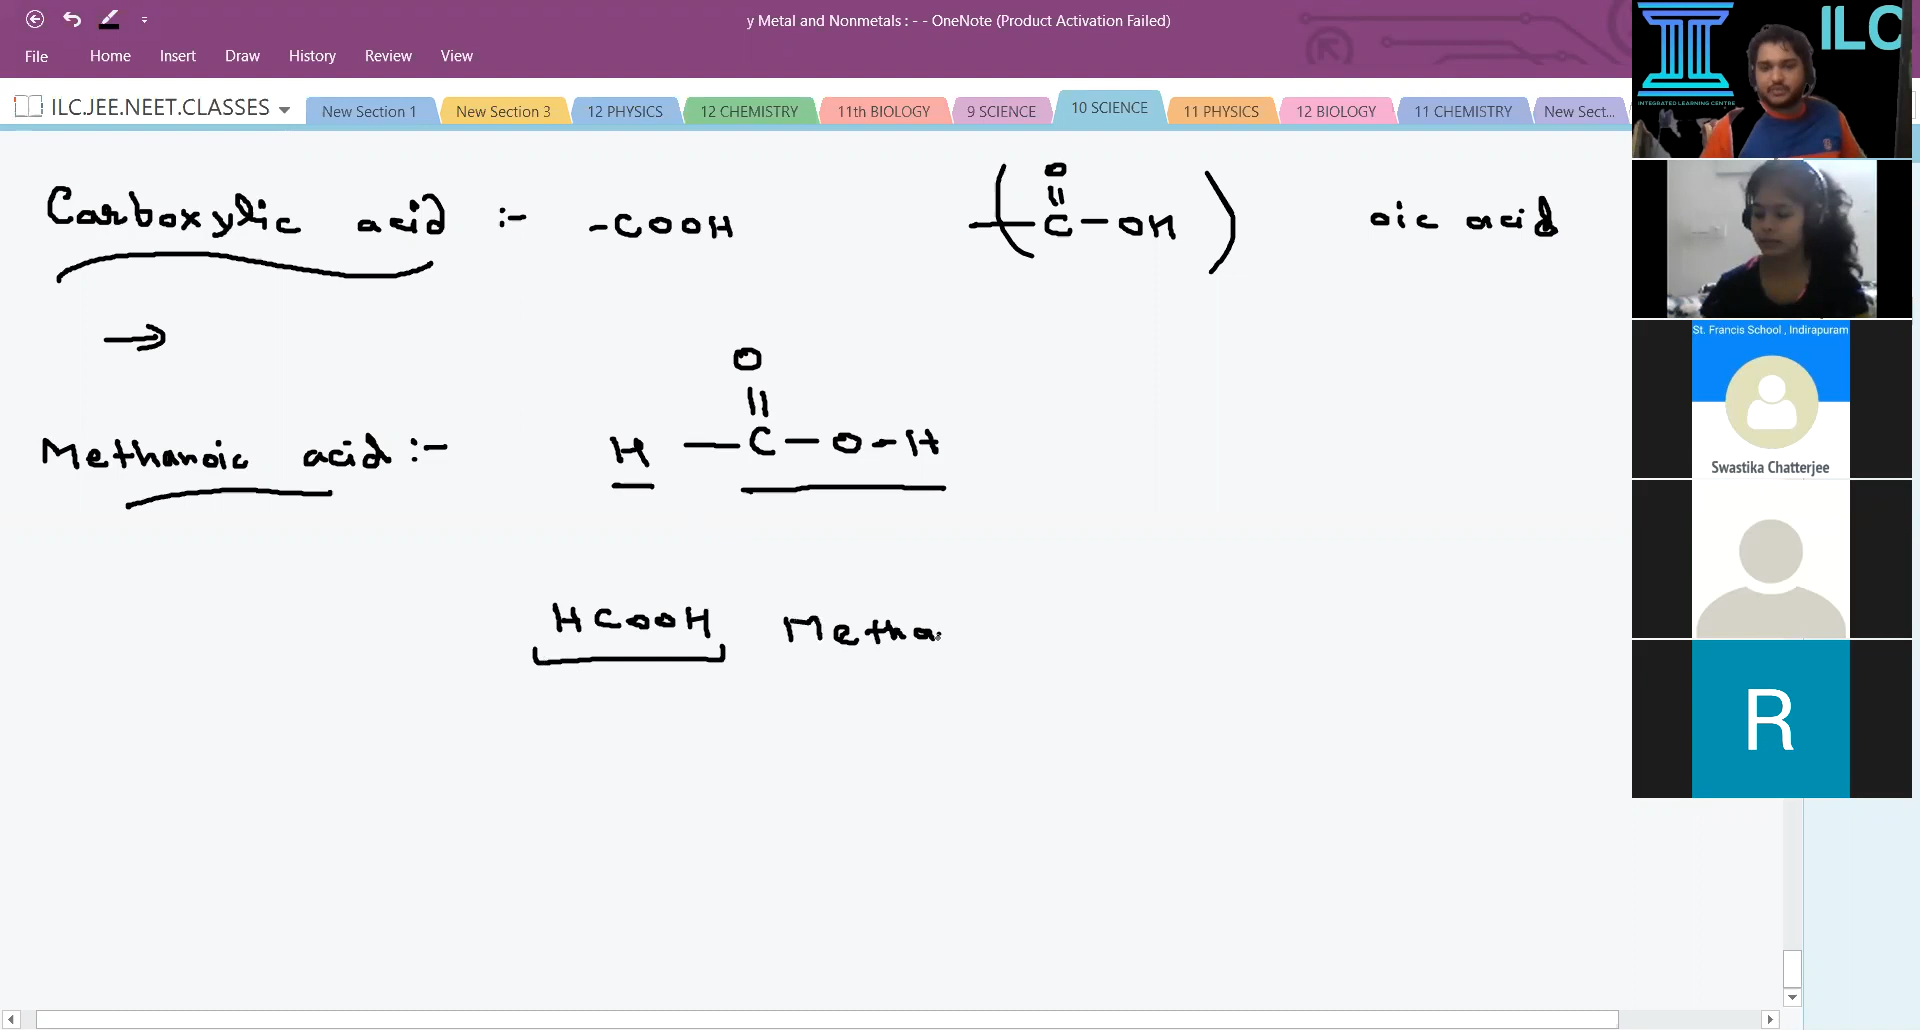 y Metal and Nonmetals : - - OneNote (Product Activation Failed)
File Home Insert Draw History Review View
ILC.JEE.NEET.CLASSES
New Section 1 New Section 3 12 PHYSICS 12 CHEMISTRY 11th BIOLOGY 9 SCIENCE 10 SCIENCE 11 PHYSICS 12 BIOLOGY 11 CHEMISTRY New Sect...
ILC
INTEGRATED LEARNING CENTRE
O
Carboxylic acid :- -COOH ( —C-OH ) oic acid
O
Methanoic acid :- H — C — O - H
HCOOH Metha
St. Francis School , Indirapuram
Swastika Chatterjee
R